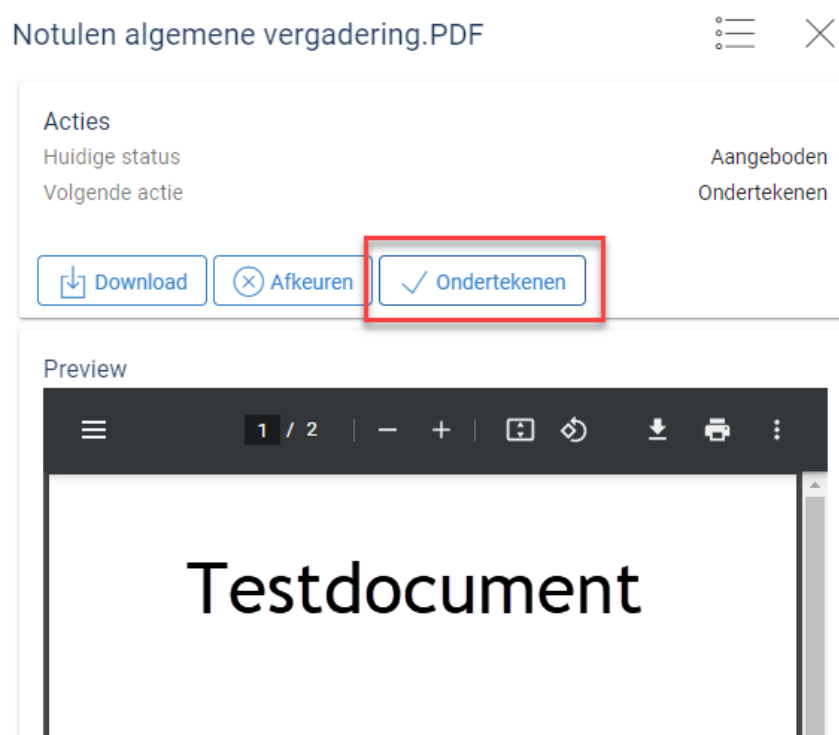 Notulen algemene vergadering.PDF
Acties
Huidige status Aangeboden
Volgende actie Ondertekenen
Download Afkeuren Ondertekenen
Preview
1 / 2
Testdocument